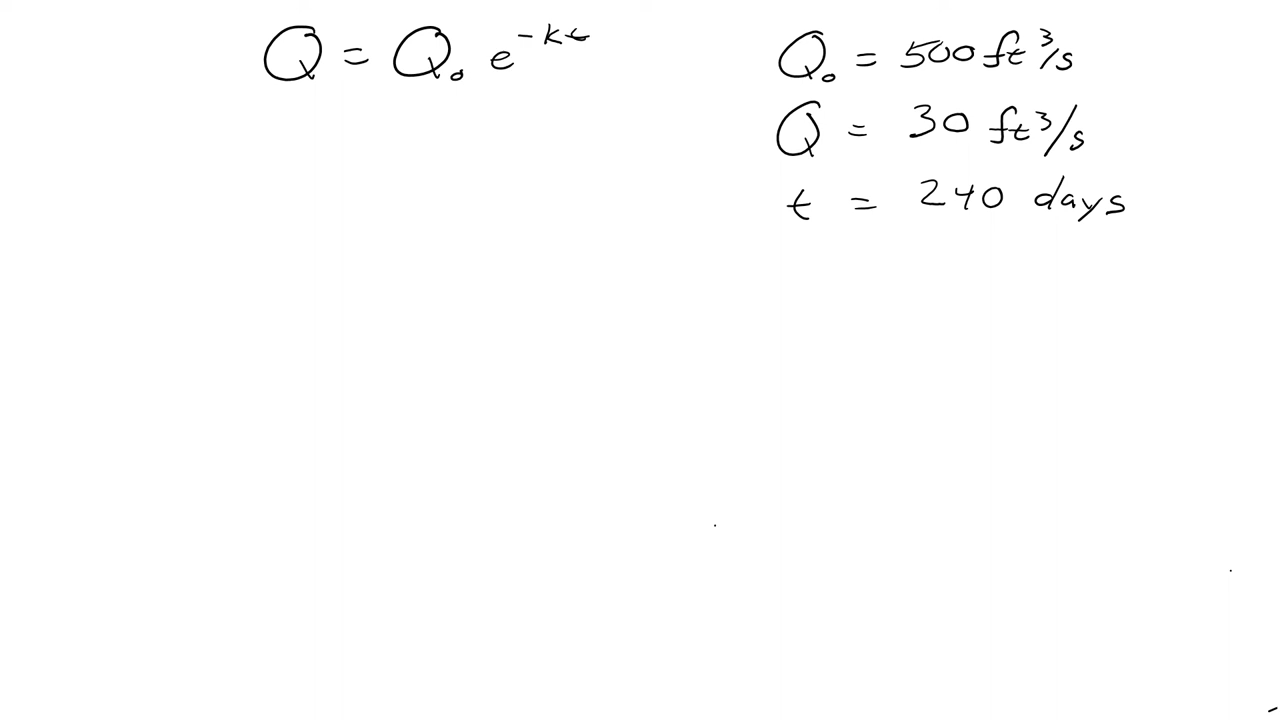 Q = Q₀ e^{-kt}
Q₀ = 500 ft³/s
Q = 30 ft³/s
t = 240 days